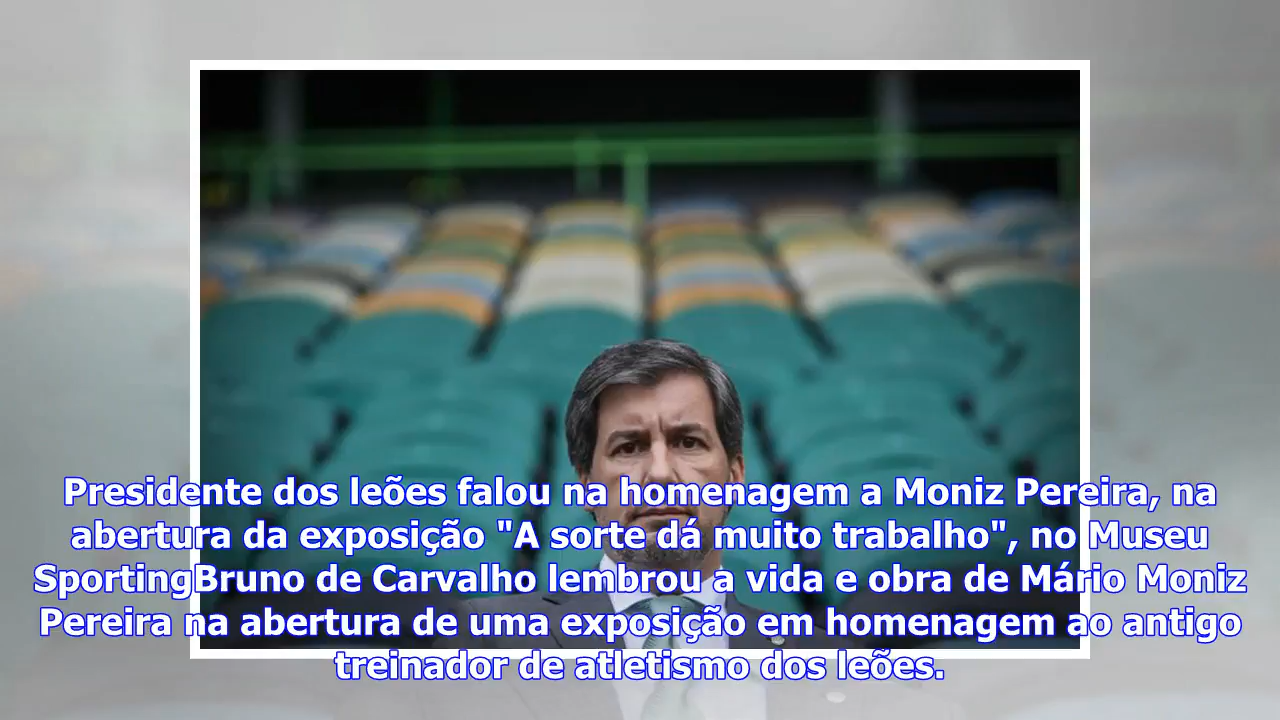 Presidente dos leões falou na homenagem a Moniz Pereira, na
abertura da exposição "A sorte dá muito trabalho", no Museu
SportingBruno de Carvalho lembrou a vida e obra de Mário Moniz
Pereira na abertura de uma exposição em homenagem ao antigo
treinador de atletismo dos leões.